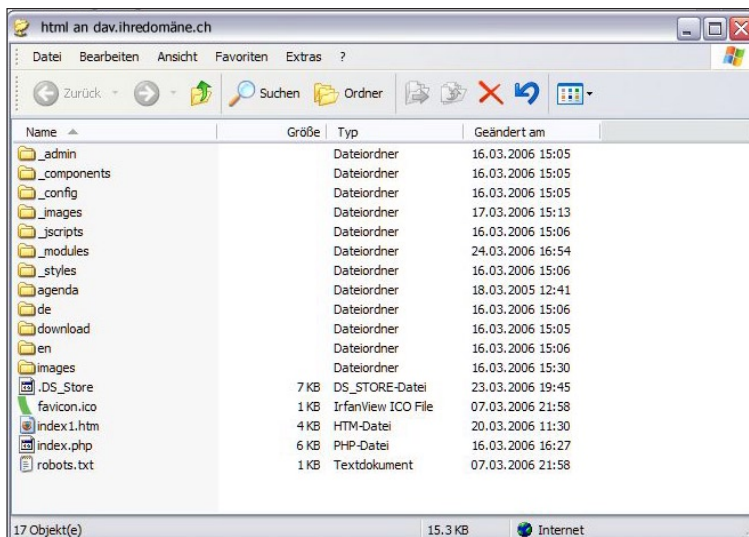 html an dav.ihredomäne.ch
Datei Bearbeiten Ansicht Favoriten Extras ?
Zurück Suchen Ordner
Name Größe Typ Geändert am
_admin Dateiordner 16.03.2006 15:05
_components Dateiordner 16.03.2006 15:05
_config Dateiordner 16.03.2006 15:05
_images Dateiordner 17.03.2006 15:13
_jscripts Dateiordner 16.03.2006 15:06
_modules Dateiordner 24.03.2006 16:54
_styles Dateiordner 16.03.2006 15:06
agenda Dateiordner 18.03.2005 12:41
de Dateiordner 16.03.2006 15:06
download Dateiordner 16.03.2006 15:05
en Dateiordner 16.03.2006 15:06
images Dateiordner 16.03.2006 15:30
.DS_Store 7 KB DS_STORE-Datei 23.03.2006 19:45
favicon.ico 1 KB IrfanView ICO File 07.03.2006 21:58
index1.htm 4 KB HTM-Datei 20.03.2006 11:30
index.php 6 KB PHP-Datei 16.03.2006 16:27
robots.txt 1 KB Textdokument 07.03.2006 21:58
17 Objekt(e) 15.3 KB Internet